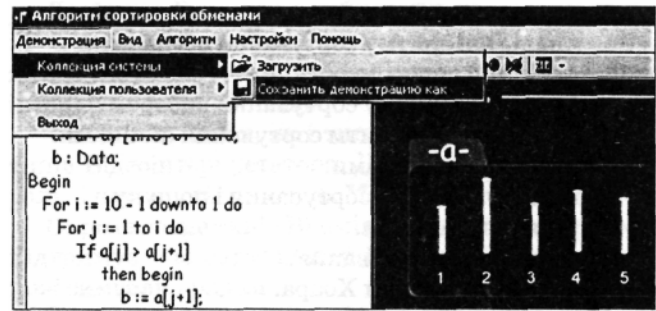 Алгоритм сортировки обменами
Демонстрация Вид Алгоритм Настройки Помощь
Коллекция системы Загрузить
Коллекция пользователя Сохранить демонстрацию как
Выход
b : Data;
Begin
For i := 10 - 1 downto 1 do
For j := 1 to i do
If a[j] > a[j+1]
then begin
b := a[j+1];
-a-
1 2 3 4 5